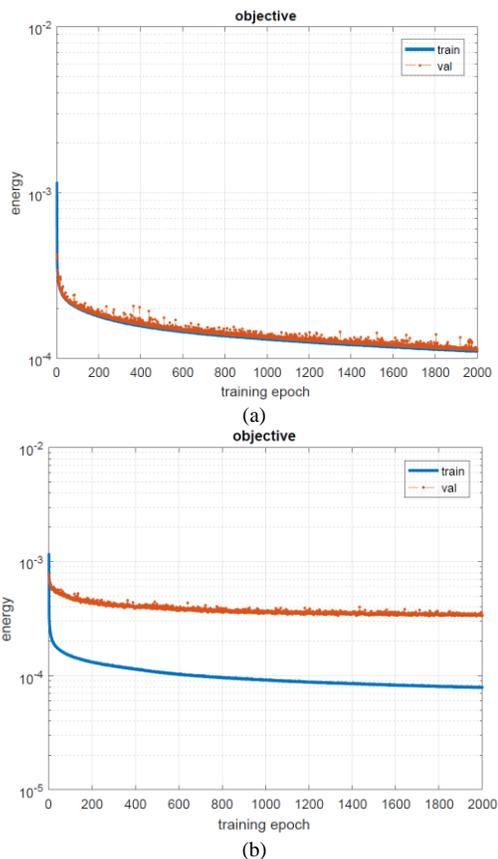 objective
10^-2
train
val
10^-3
energy
10^-4
0 200 400 600 800 1000 1200 1400 1600 1800 2000
training epoch
(a)
objective
10^-2
train
val
10^-3
energy
10^-4
10^-5
0 200 400 600 800 1000 1200 1400 1600 1800 2000
training epoch
(b)